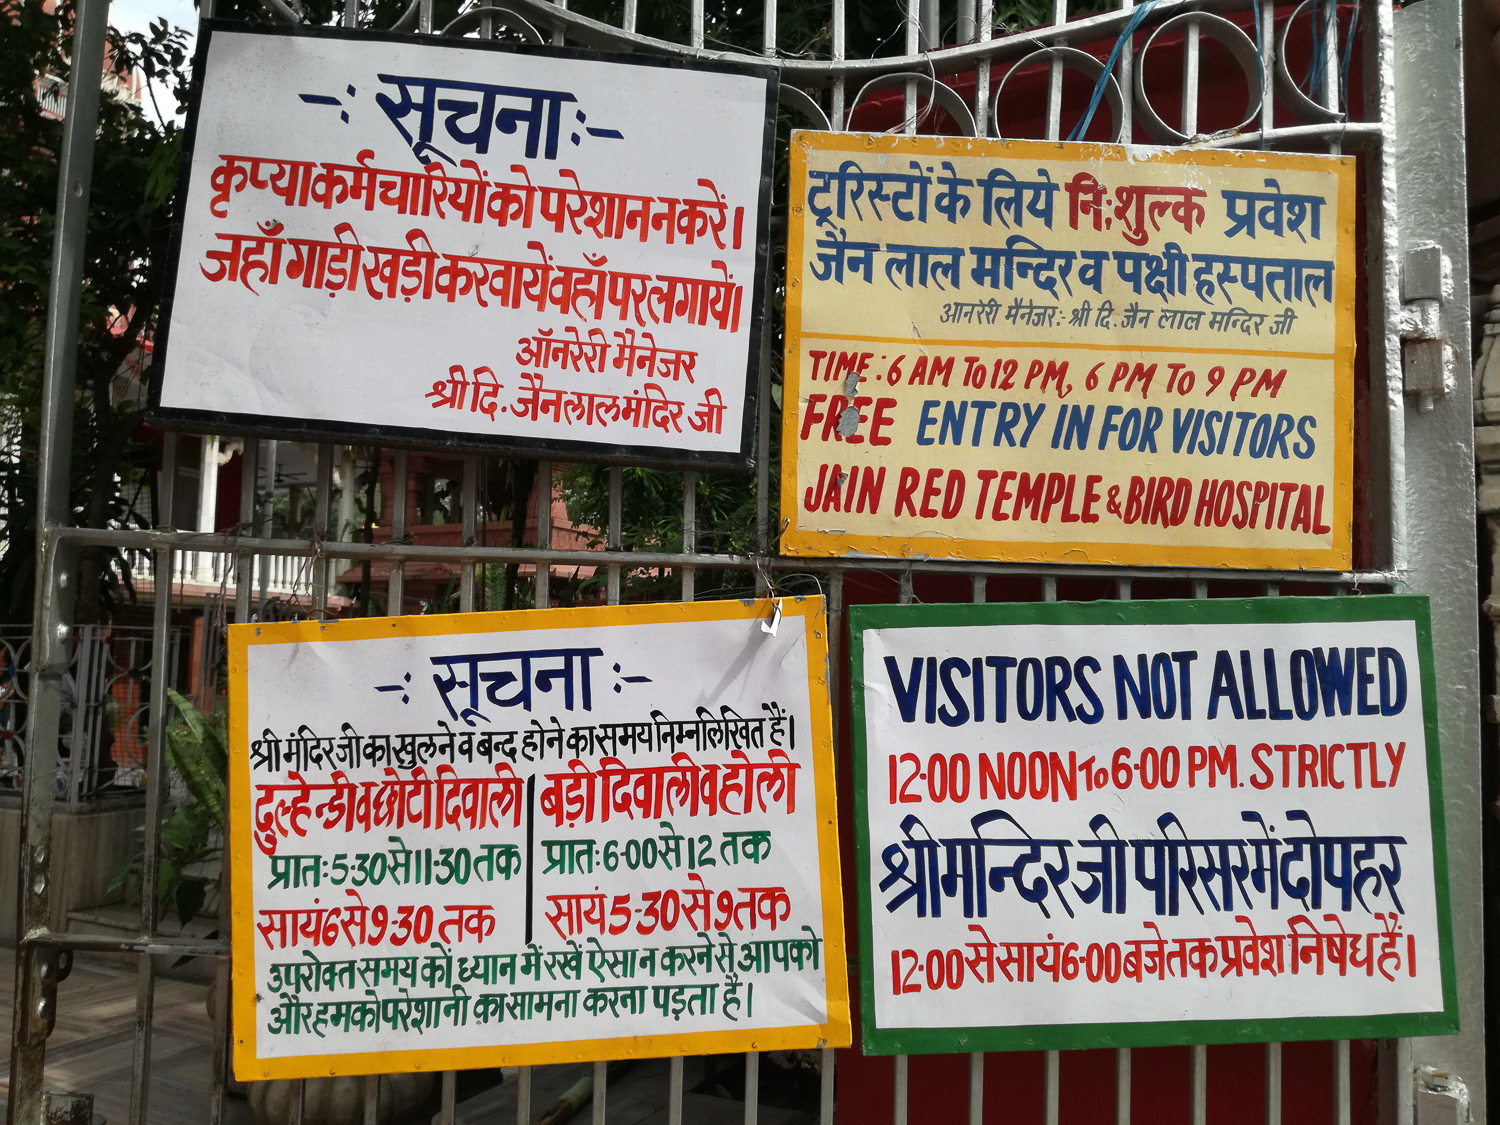 -: सूचना :-
कृप्या कर्मचारियों को परेशान न करें।
जहाँ गाड़ी खड़ी करवायें वहाँ पर लगायें।
ऑनरेरी मैनेजर
श्री दि. जैन लाल मंदिर जी
टूरिस्टों के लिये नि:शुल्क प्रवेश
जैन लाल मन्दिर व पक्षी हस्पताल
आनरेरी मैनेजर:- श्री दि. जैन लाल मन्दिर जी
TIME : 6 AM TO 12 PM, 6 PM TO 9 PM
FREE ENTRY IN FOR VISITORS
JAIN RED TEMPLE & BIRD HOSPITAL
-: सूचना :-
श्री मंदिर जी का खुलने व बन्द होने का समय निम्नलिखित हैं।
दुल्हेन्डी व छोटी दिवाली | बड़ी दिवाली व होली
प्रात: 5-30 से 11-30 तक | प्रात: 6-00 से 12 तक
सायं 6 से 9-30 तक | सायं 5-30 से 9 तक
उपरोक्त समय कों ध्यान में रखें ऐसा न करने से आपको
और हमको परेशानी का सामना करना पड़ता हैं।
VISITORS NOT ALLOWED
12-00 NOON TO 6-00 PM. STRICTLY
श्री मन्दिर जी परिसर में दोपहर
12-00 से सायं 6-00 बजे तक प्रवेश निषेध हैं।